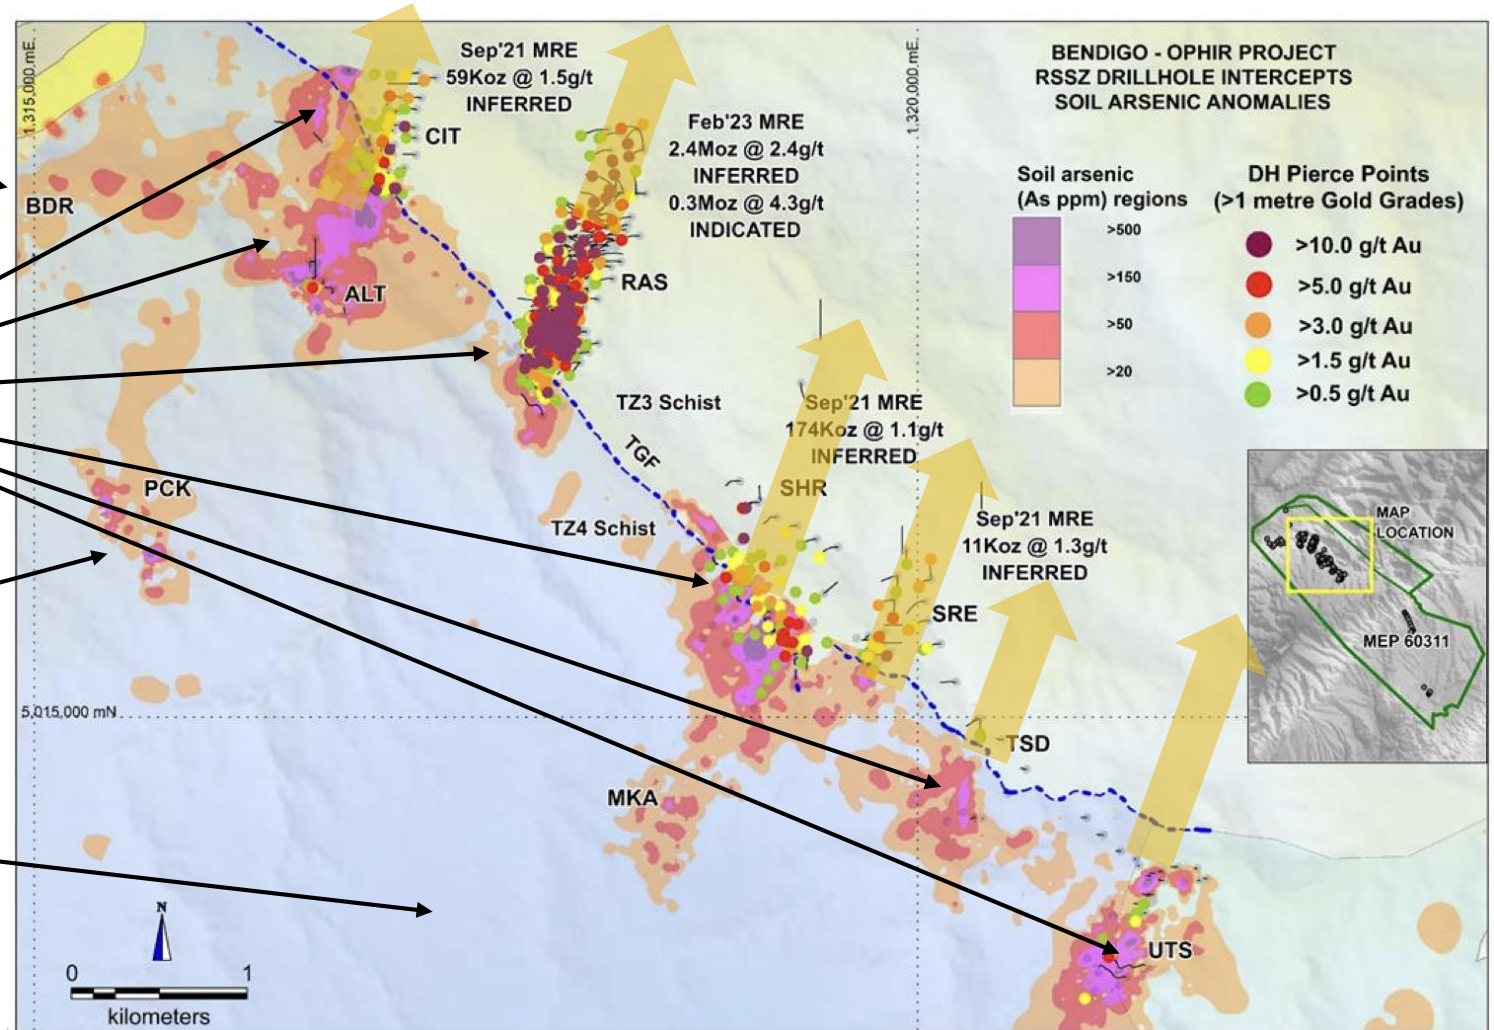 BENDIGO - OPHIR PROJECT
RSSZ DRILLHOLE INTERCEPTS
SOIL ARSENIC ANOMALIES
1,315,000 mE
1,320,000 mE
5,015,000 mN
Sep'21 MRE
59Koz @ 1.5g/t
INFERRED
CIT
Feb'23 MRE
2.4Moz @ 2.4g/t
INFERRED
0.3Moz @ 4.3g/t
INDICATED
BDR
RAS
ALT
Soil arsenic
(As ppm) regions
>500
>150
>50
>20
DH Pierce Points
(>1 metre Gold Grades)
>10.0 g/t Au
>5.0 g/t Au
>3.0 g/t Au
>1.5 g/t Au
>0.5 g/t Au
TZ3 Schist
TGF
TZ4 Schist
Sep'21 MRE
174Koz @ 1.1g/t
INFERRED
SHR
PCK
Sep'21 MRE
11Koz @ 1.3g/t
INFERRED
SRE
MAP
LOCATION
MEP 60311
TSD
MKA
UTS
N
0 1
kilometers